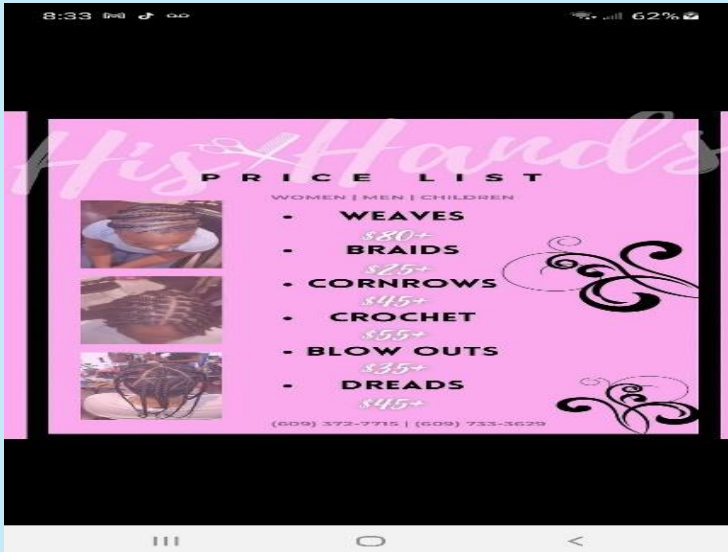 8:33 62%
His Hands
PRICE LIST
WOMEN | MEN | CHILDREN
• WEAVES
$80+
• BRAIDS
$25+
• CORNROWS
$45+
• CROCHET
$55+
• BLOW OUTS
$35+
• DREADS
$45+
(609) 372-7715 | (609) 733-3629